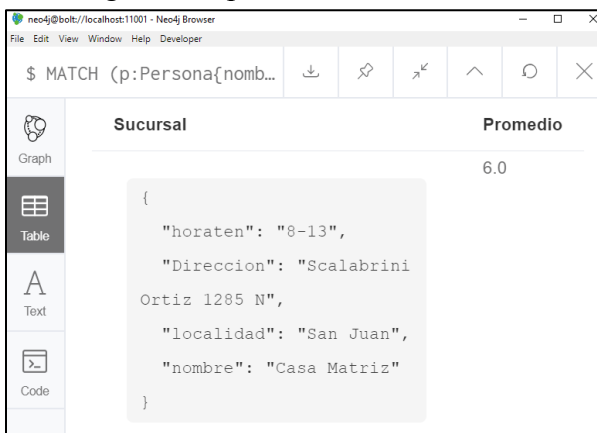 neo4j@bolt://localhost:11001 - Neo4j Browser
File Edit View Window Help Developer
$ MATCH (p:Persona{nomb…
Sucursal Promedio
Graph
6.0
{
"horaten": "8-13",
"Direccion": "Scalabrini
Ortiz 1285 N",
"localidad": "San Juan",
"nombre": "Casa Matriz"
}
Table
A
Text
Code